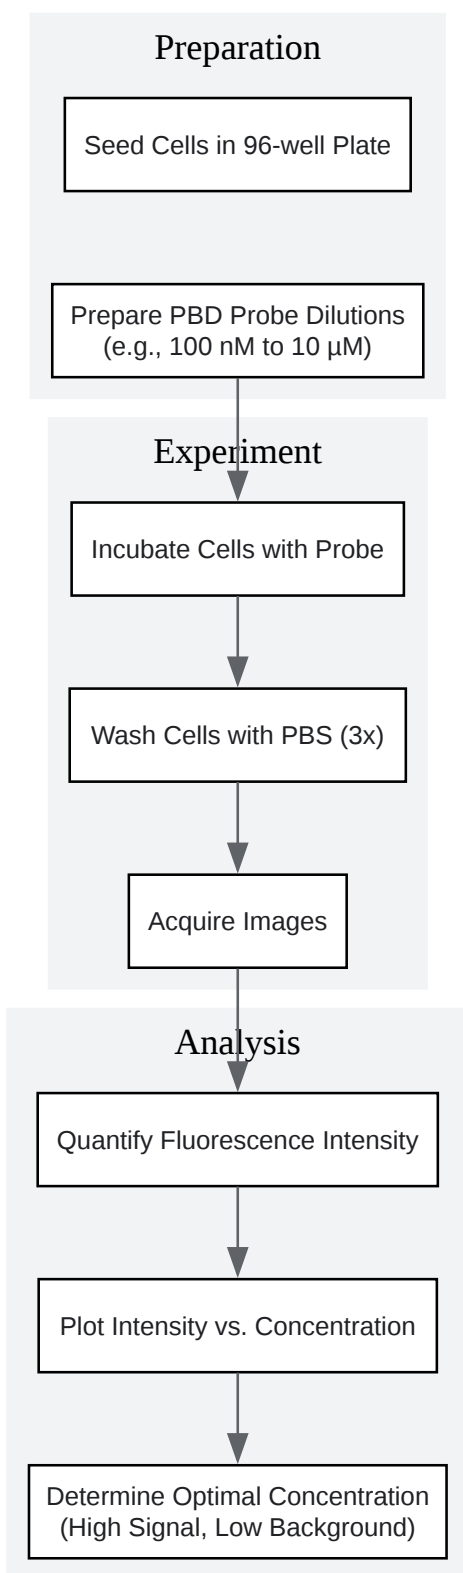 Preparation
Seed Cells in 96-well Plate
Prepare PBD Probe Dilutions
(e.g., 100 nM to 10 µM)
Experiment
Incubate Cells with Probe
Wash Cells with PBS (3x)
Acquire Images
Analysis
Quantify Fluorescence Intensity
Plot Intensity vs. Concentration
Determine Optimal Concentration
(High Signal, Low Background)